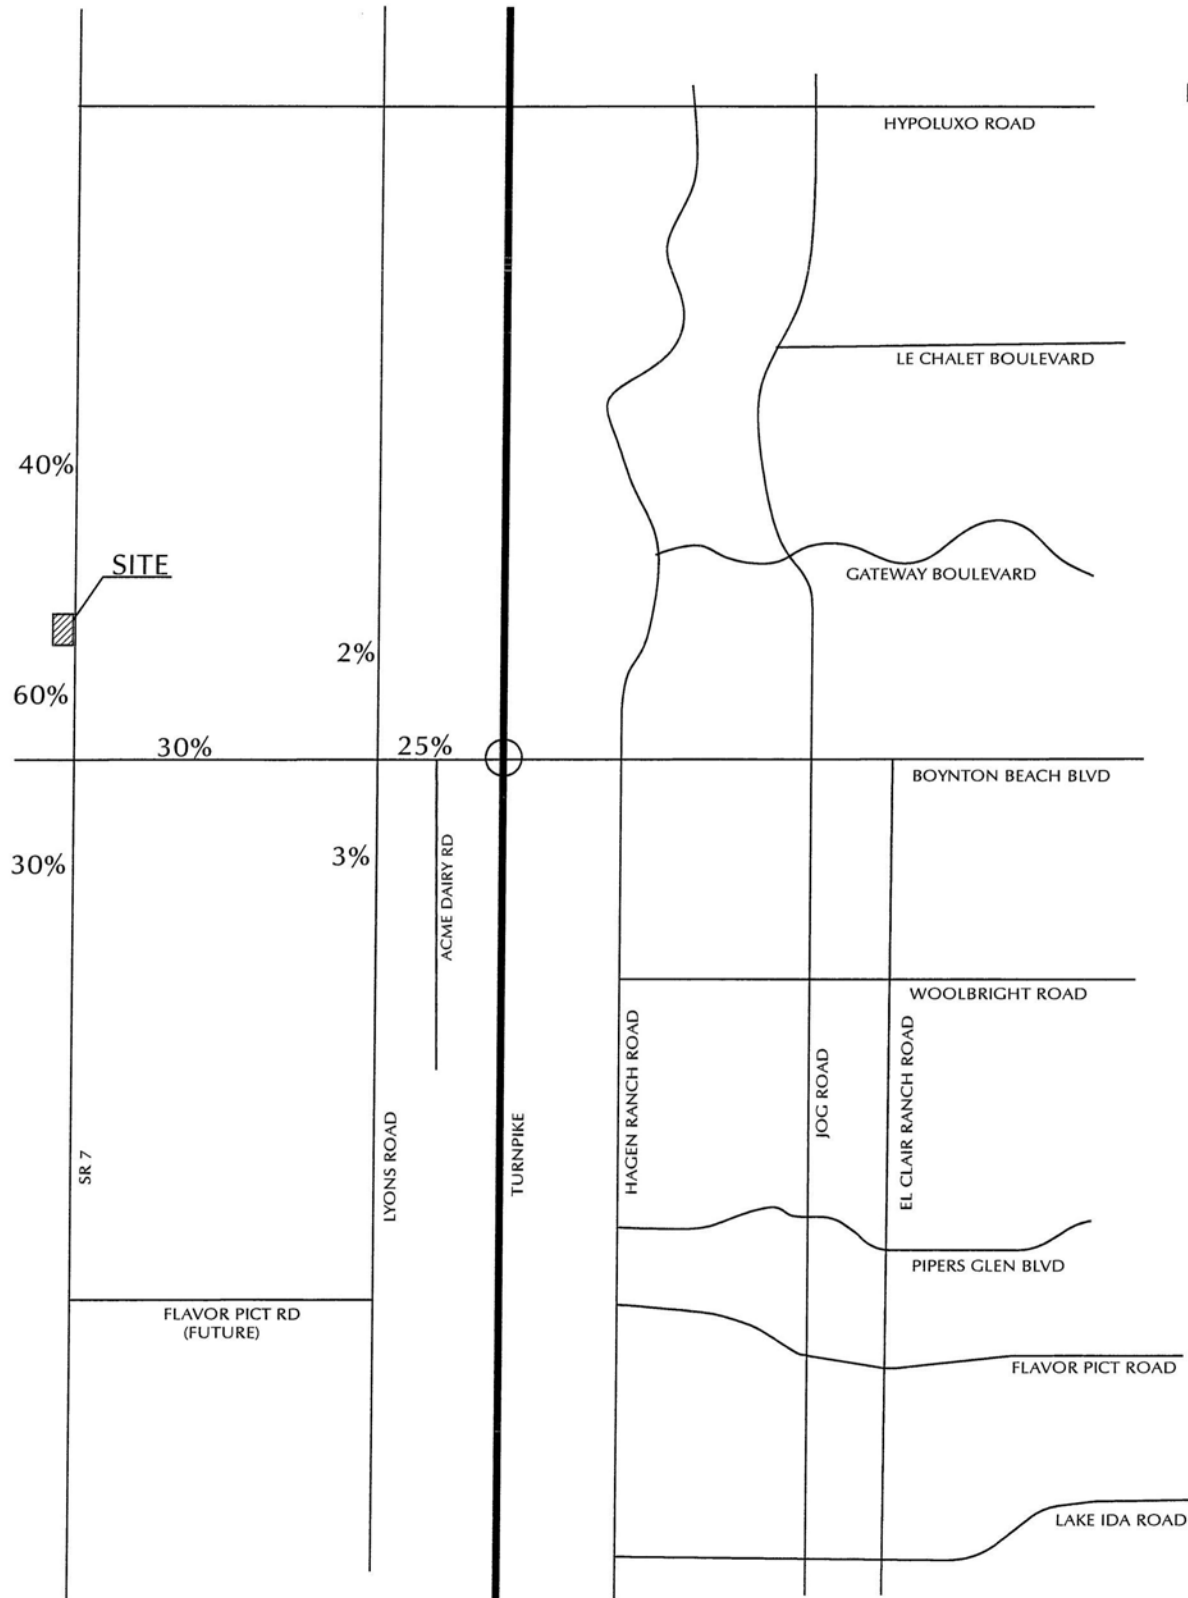 HYPOLUXO ROAD
LE CHALET BOULEVARD
40%
SITE
GATEWAY BOULEVARD
2%
60%
30%
25%
BOYNTON BEACH BLVD
30%
3%
ACME DAIRY RD
WOOLBRIGHT ROAD
SR 7
LYONS ROAD
TURNPIKE
HAGEN RANCH ROAD
JOG ROAD
EL CLAIR RANCH ROAD
PIPERS GLEN BLVD
FLAVOR PICT RD
(FUTURE)
FLAVOR PICT ROAD
LAKE IDA ROAD